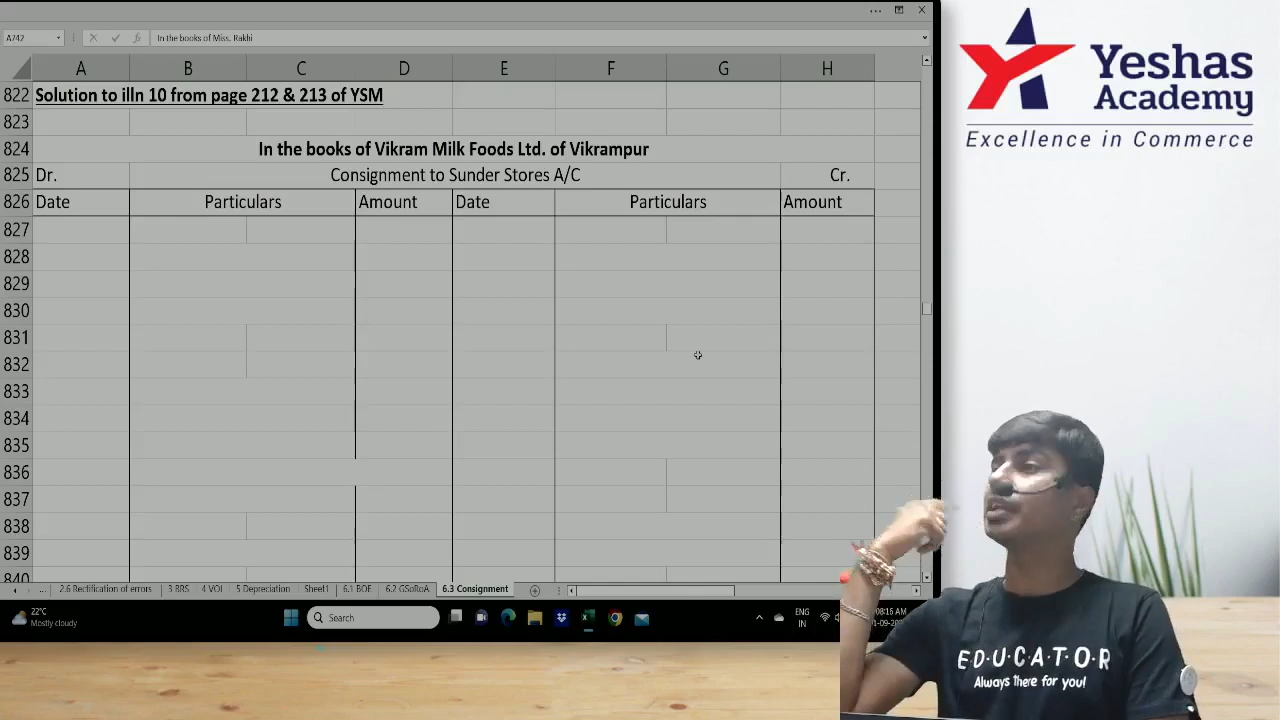 A742
In the books of Miss. Rakhi
A B C D E F G H
822 Solution to illn 10 from page 212 & 213 of YSM
823
824 In the books of Vikram Milk Foods Ltd. of Vikrampur
825 Dr. Consignment to Sunder Stores A/C Cr.
826 Date Particulars Amount Date Particulars Amount
827
828
829
830
831
832
833
834
835
836
837
838
839
840
... 2.6 Rectification of errors 3 BRS 4 VOI 5 Depreciation Sheet1 6.1 BOE 6.2 GSoRoA 6.3 Consignment
22°C
Mostly cloudy
Search
ENG
IN
08:16 AM
Yeshas
Academy
Excellence in Commerce
E·D·U·C·A·T·O·R
Always there for you!